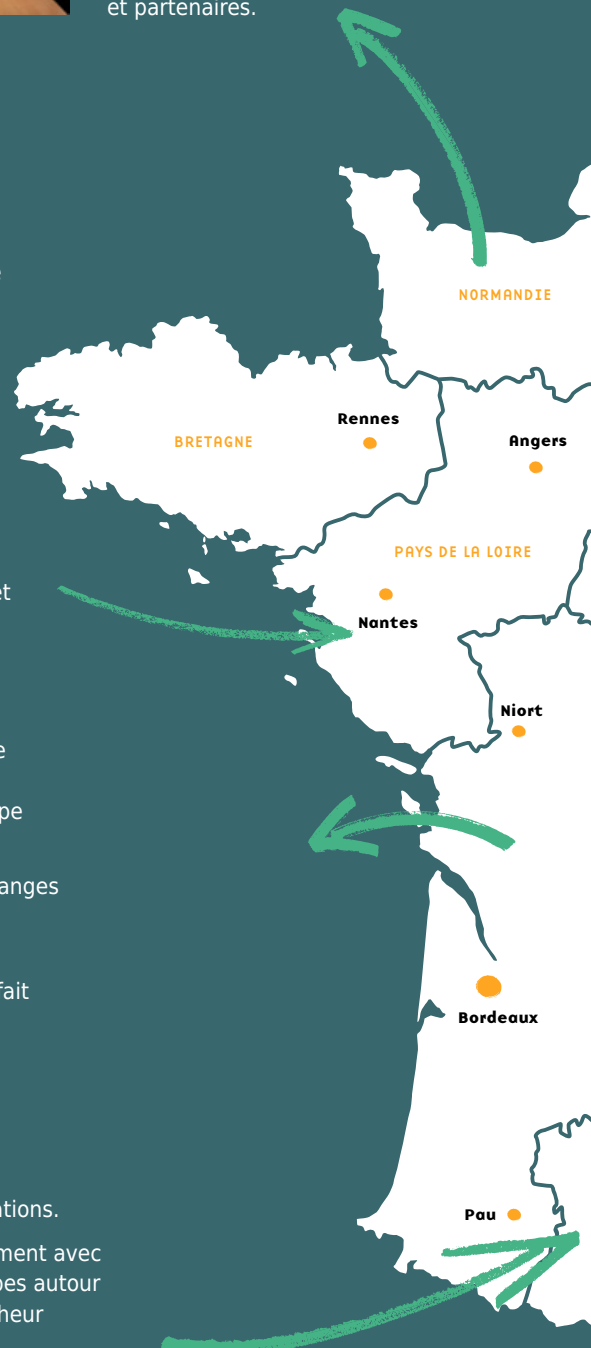 et partenaires.
NORMANDIE
Rennes
Angers
BRETAGNE
PAYS DE LA LOIRE
Nantes
Niort
pe
anges
fait
Bordeaux
ations.
Pau
ment avec
pes autour
heur